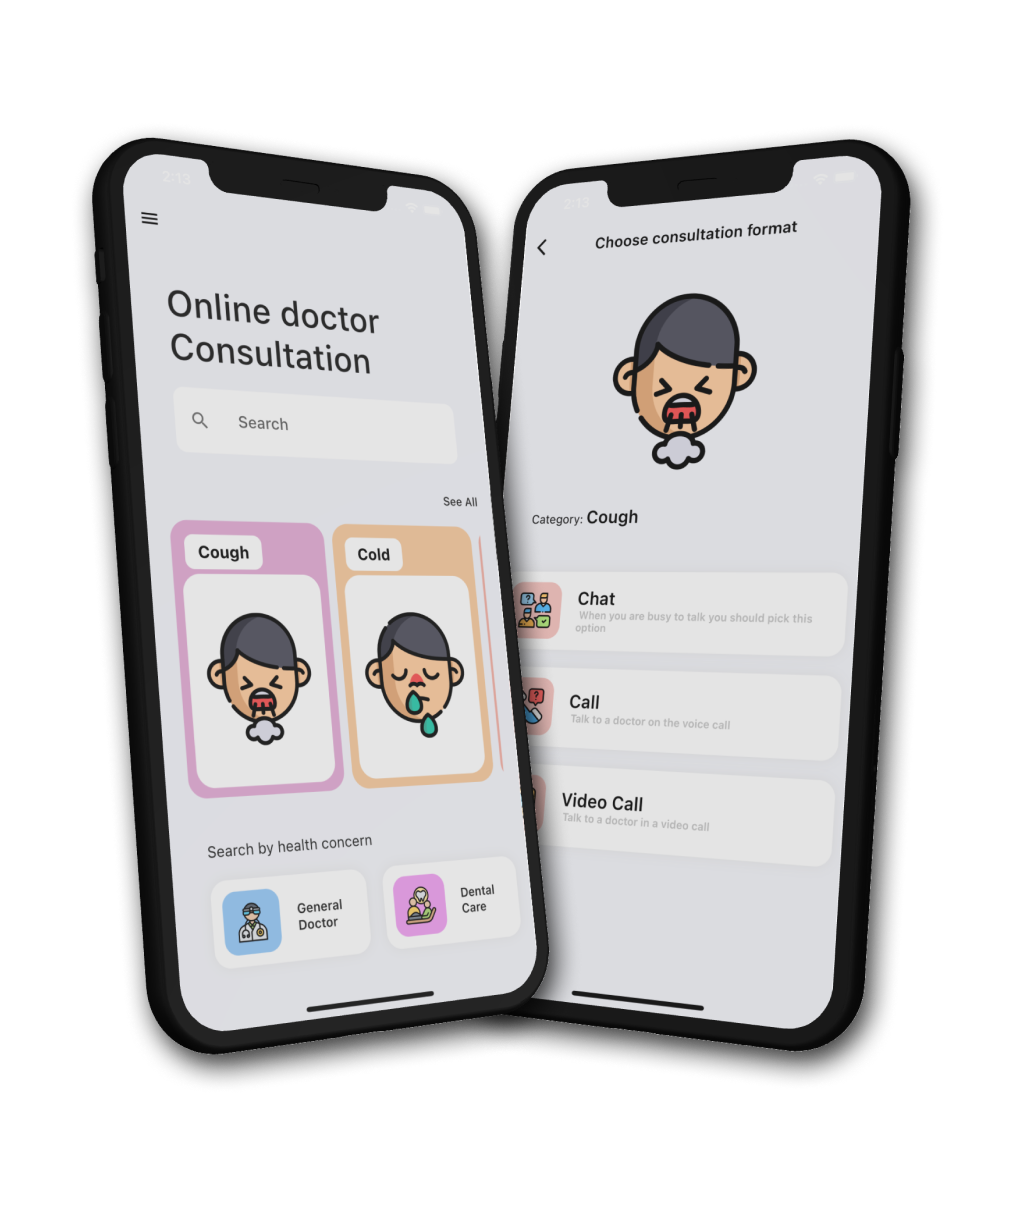 2:13
Online doctor
Consultation
Search
See All
Cough
Cold
Search by health concern
General
Doctor
Dental
Care
2:13
Choose consultation format
Category: Cough
Chat
When you are busy to talk you should pick this
option
Call
Talk to a doctor on the voice call
Video Call
Talk to a doctor in a video call